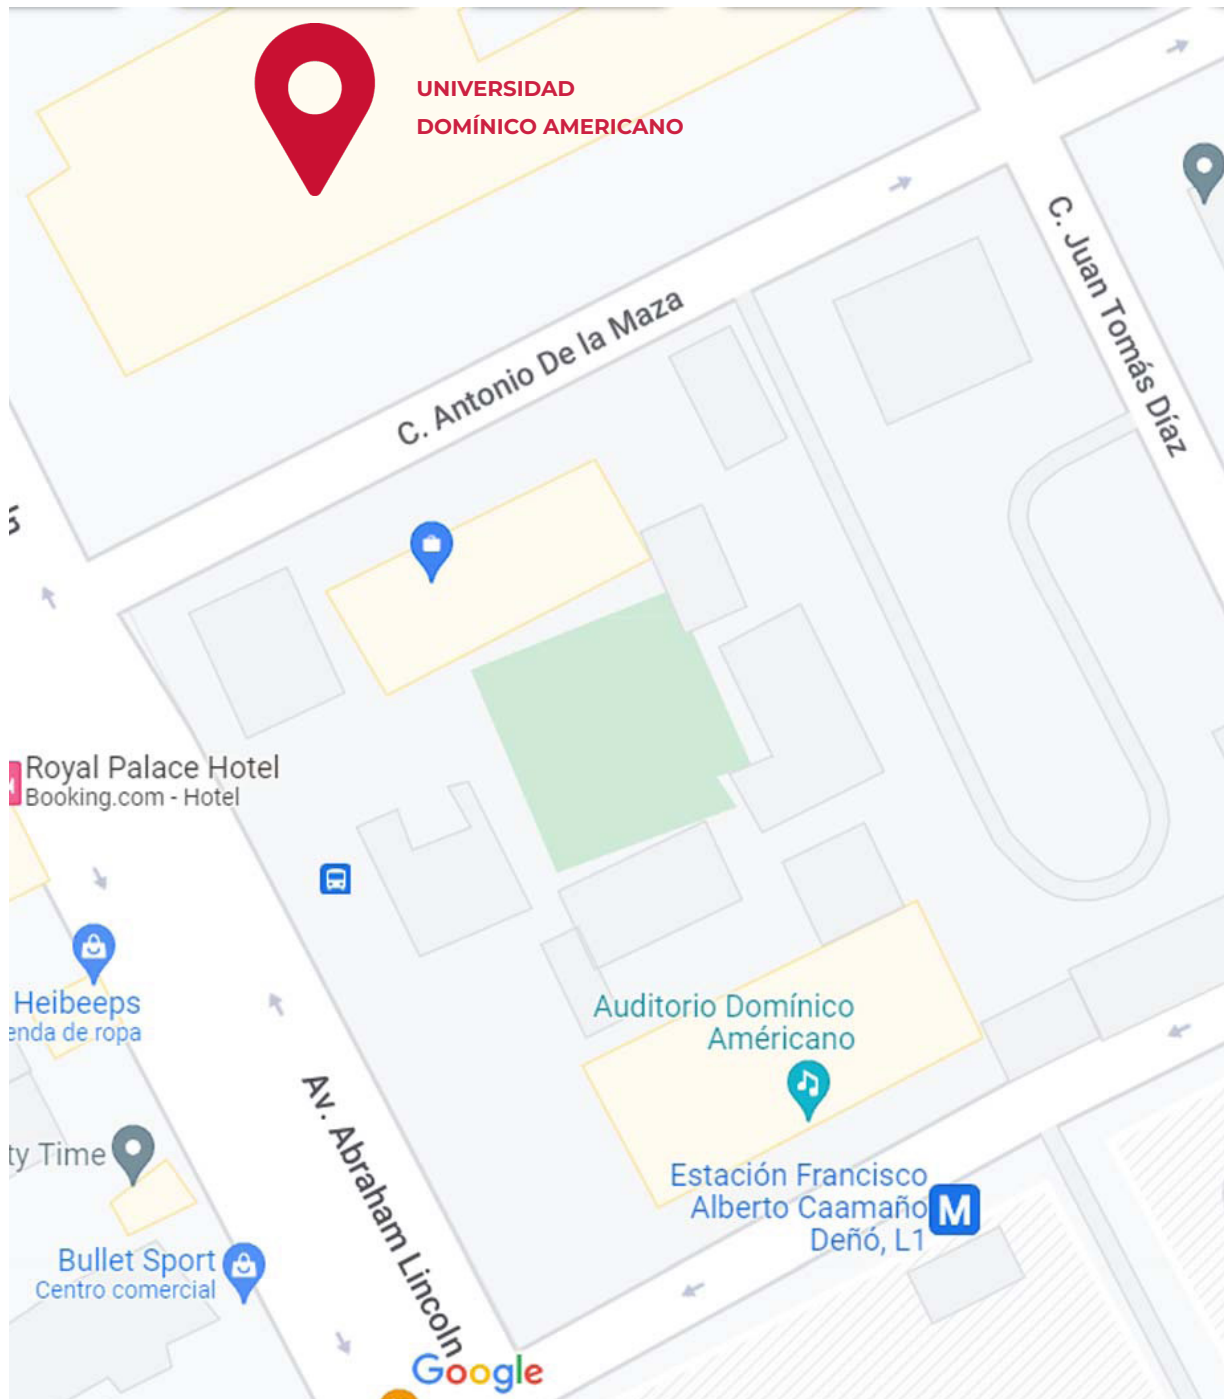 UNIVERSIDAD
DOMÍNICO AMERICANO
C. Juan Tomás Díaz
C. Antonio De la Maza
Royal Palace Hotel
Booking.com - Hotel
Heibeeps
enda de ropa
Auditorio Domínico
Américano
Av. Abraham Lincoln
ty Time
Estación Francisco
Alberto Caamaño
Deñó, L1
M
Bullet Sport
Centro comercial
Google